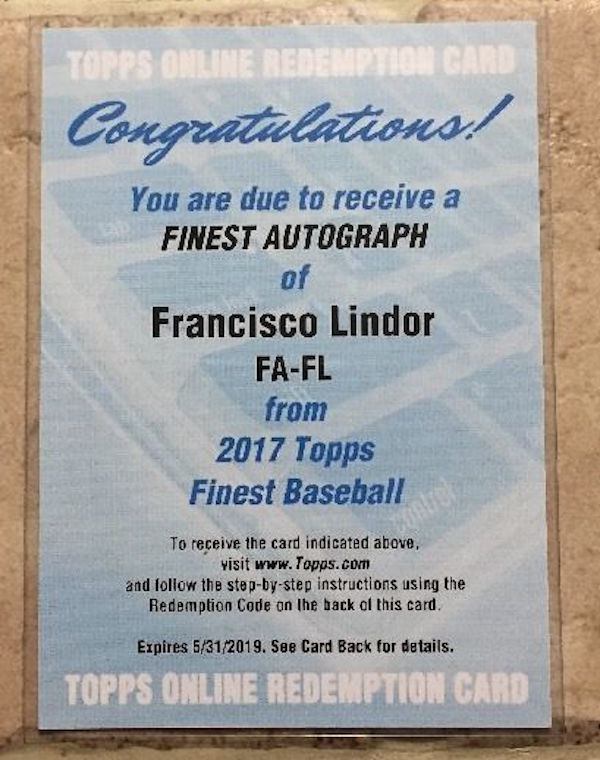 TOPPS ONLINE REDEMPTION CARD
Congratulations!
You are due to receive a
FINEST AUTOGRAPH
of
Francisco Lindor
FA-FL
from
2017 Topps
Finest Baseball
control
To receive the card indicated above,
visit www.Topps.com
and follow the step-by-step instructions using the
Redemption Code on the back of this card.
Expires 5/31/2019. See Card Back for details.
TOPPS ONLINE REDEMPTION CARD